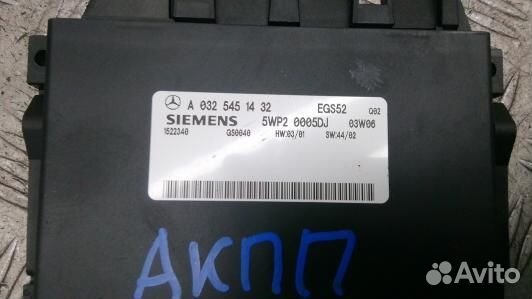 A 032 545 14 32 EGS52 Q02
SIEMENS 5WP2 0005DJ 03W06
1522340 GS0040 HW:03/01 SW:44/02
АКПП
Avito